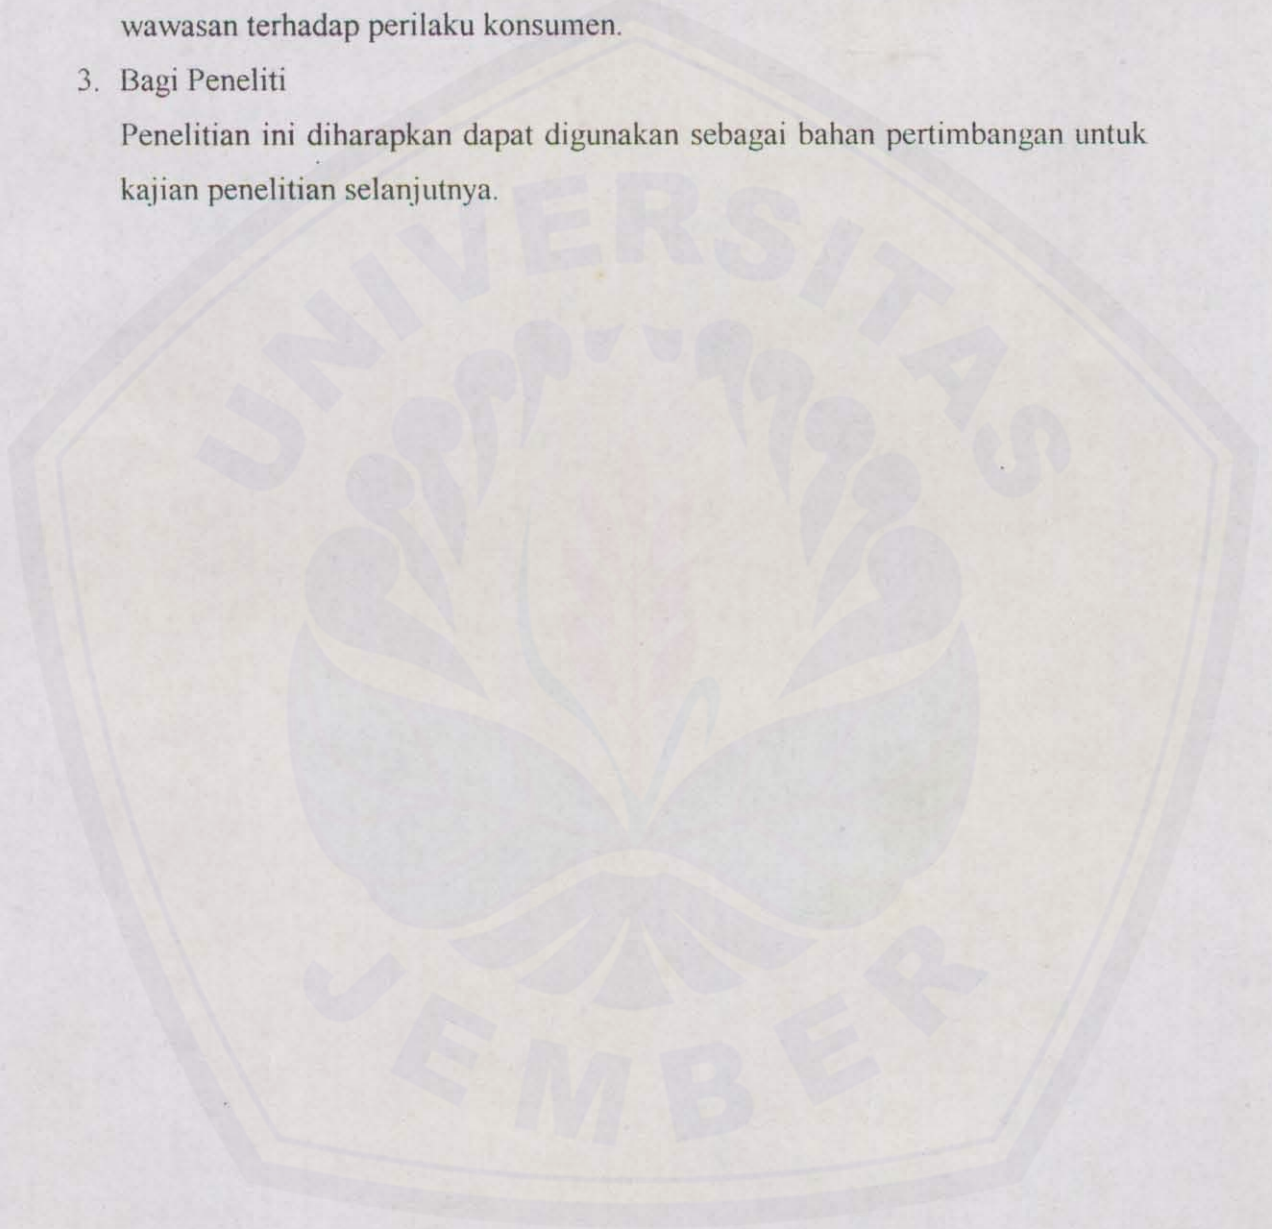 wawasan terhadap perilaku konsumen.
3. Bagi Peneliti
Penelitian ini diharapkan dapat digunakan sebagai bahan pertimbangan untuk
kajian penelitian selanjutnya.
UNIVERSITAS
JEMBER